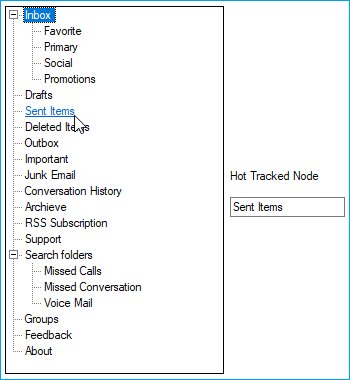 Inbox
Favorite
Primary
Social
Promotions
Drafts
Sent Items
Deleted Items
Outbox
Important
Junk Email
Conversation History
Archieve
RSS Subscription
Support
Search folders
Missed Calls
Missed Conversation
Voice Mail
Groups
Feedback
About
Hot Tracked Node
Sent Items